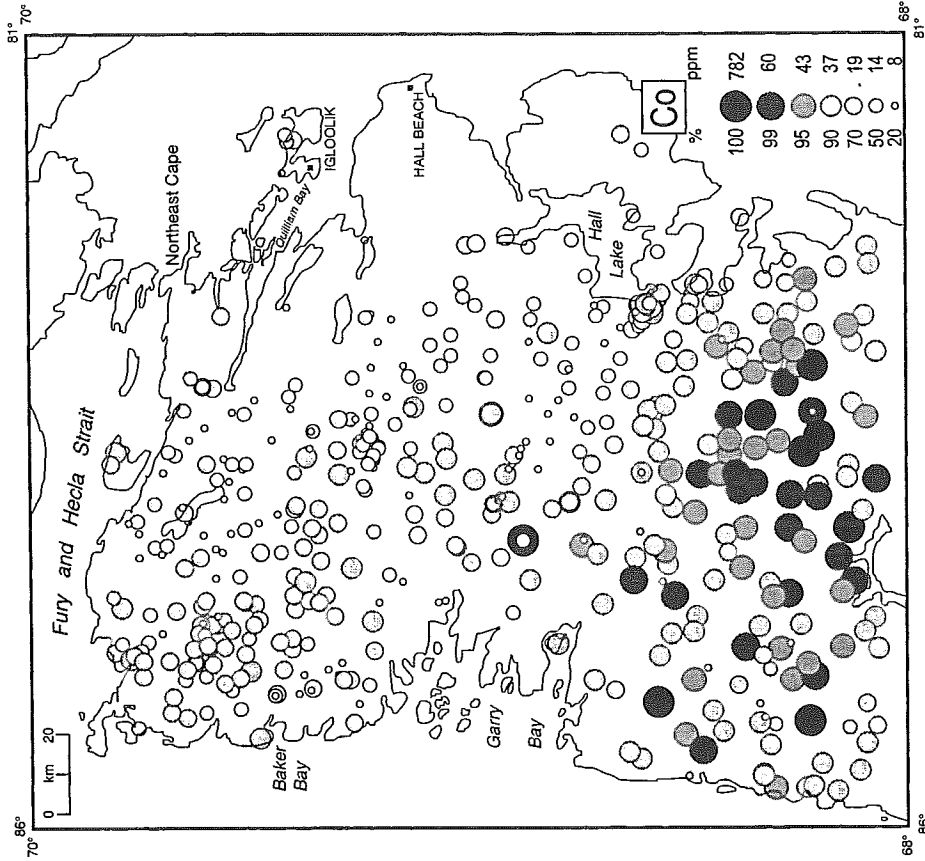 81°
70°
68°
81°
Fury and Hecla Strait
Northeast Cape
Quilliam Bay
IGLOOLIK
HALL BEACH
Hall
Lake
Baker
Bay
Garry
Bay
km
0
20
Co
% ppm
100 782
99 60
95 43
90 37
70 19
50 14
20 8
86°
70°
68°
86°